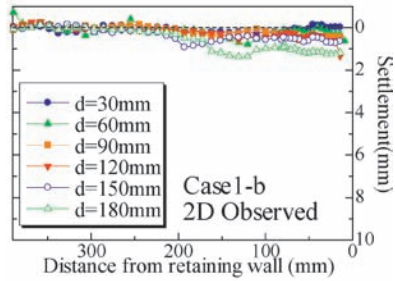 0
2
4
6
8
10
Settlement(mm)
d=30mm
d=60mm
d=90mm
d=120mm
d=150mm
d=180mm
Case1-b
2D Observed
300
200
100
0
Distance from retaining wall (mm)